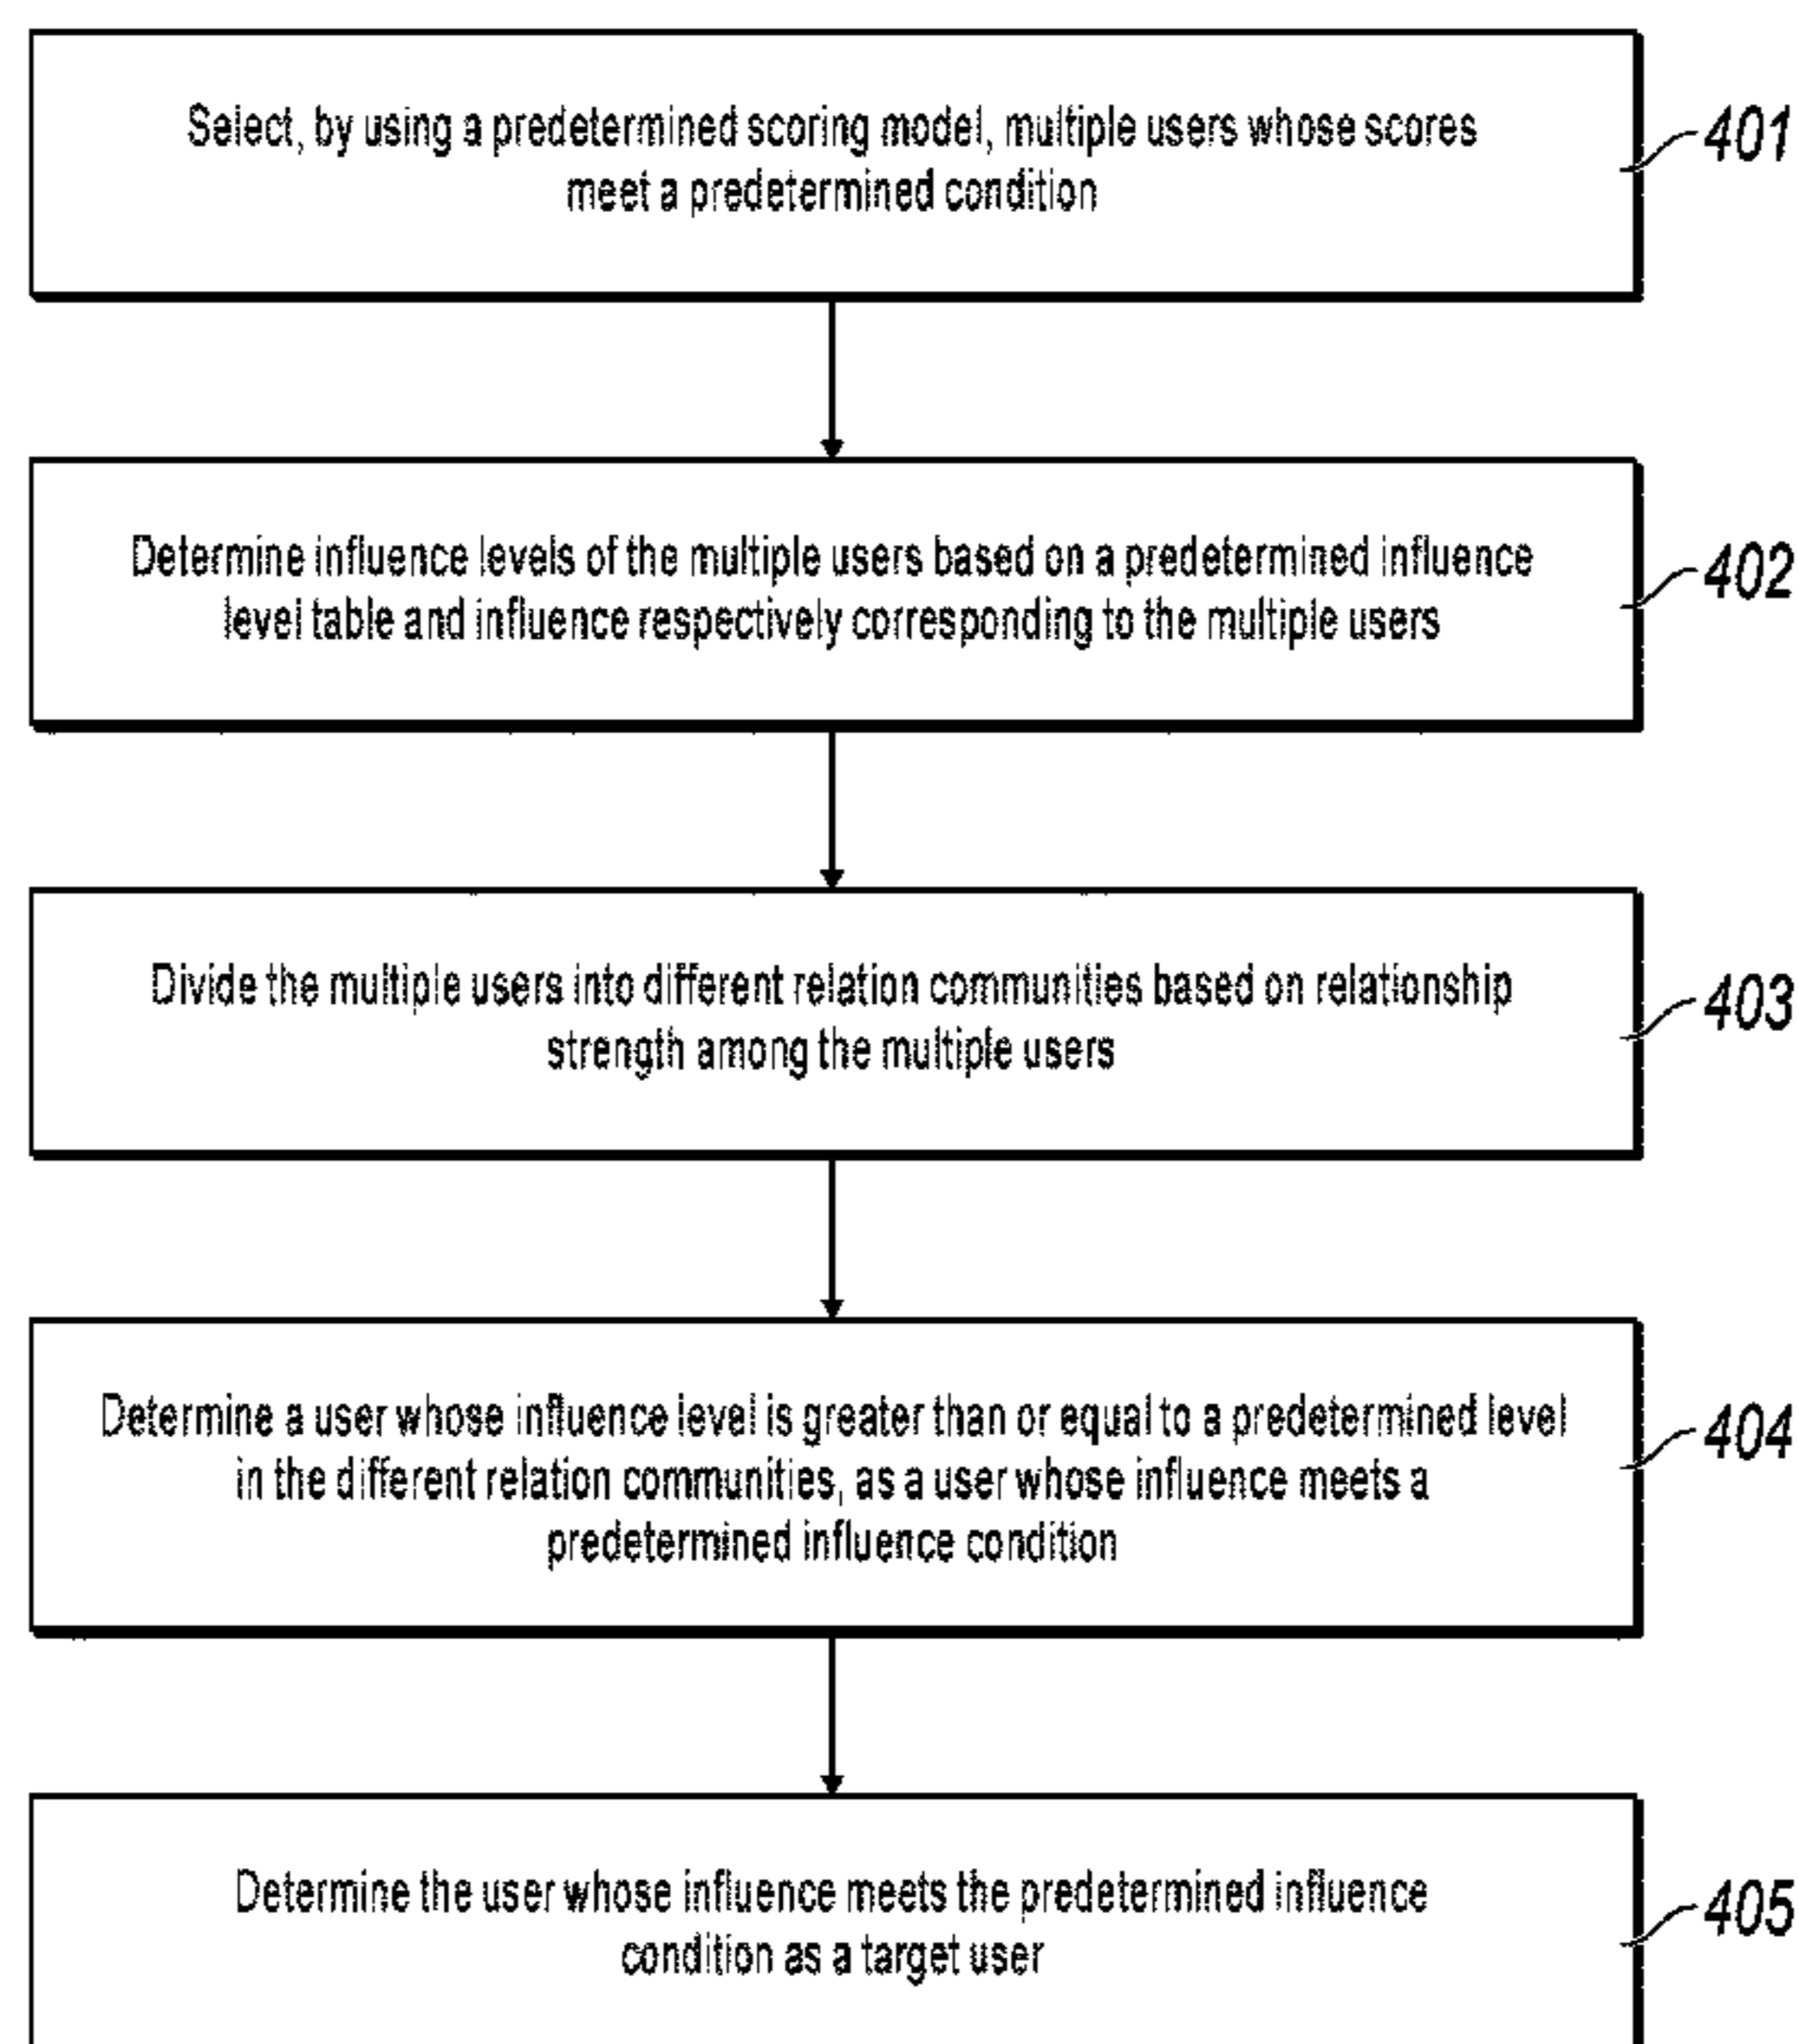 Select, by using a predetermined scoring model, multiple users whose scores
meet a predetermined condition
401
Determine influence levels of the multiple users based on a predetermined influence
level table and influence respectively corresponding to the multiple users
402
Divide the multiple users into different relation communities based on relationship
strength among the multiple users
403
Determine a user whose influence level is greater than or equal to a predetermined level
in the different relation communities, as a user whose influence meets a
predetermined influence condition
404
Determine the user whose influence meets the predetermined influence
condition as a target user
405